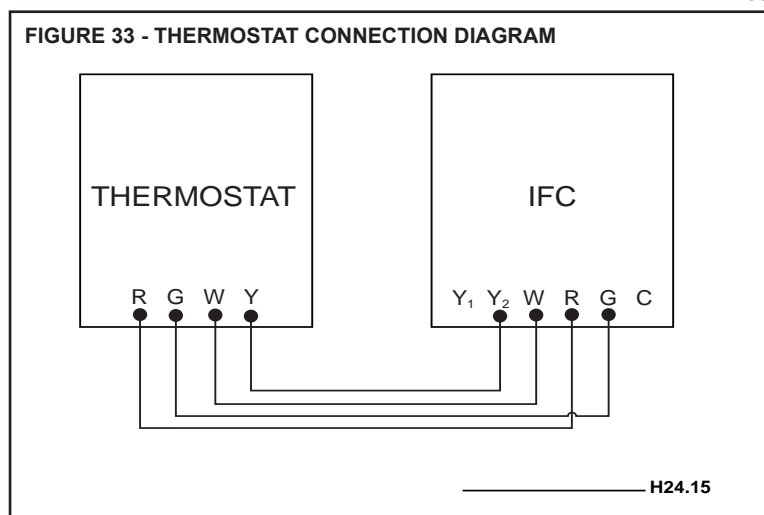 FIGURE 33 - THERMOSTAT CONNECTION DIAGRAM
THERMOSTAT
IFC
R G W Y
Y₁ Y₂ W R G C
H24.15